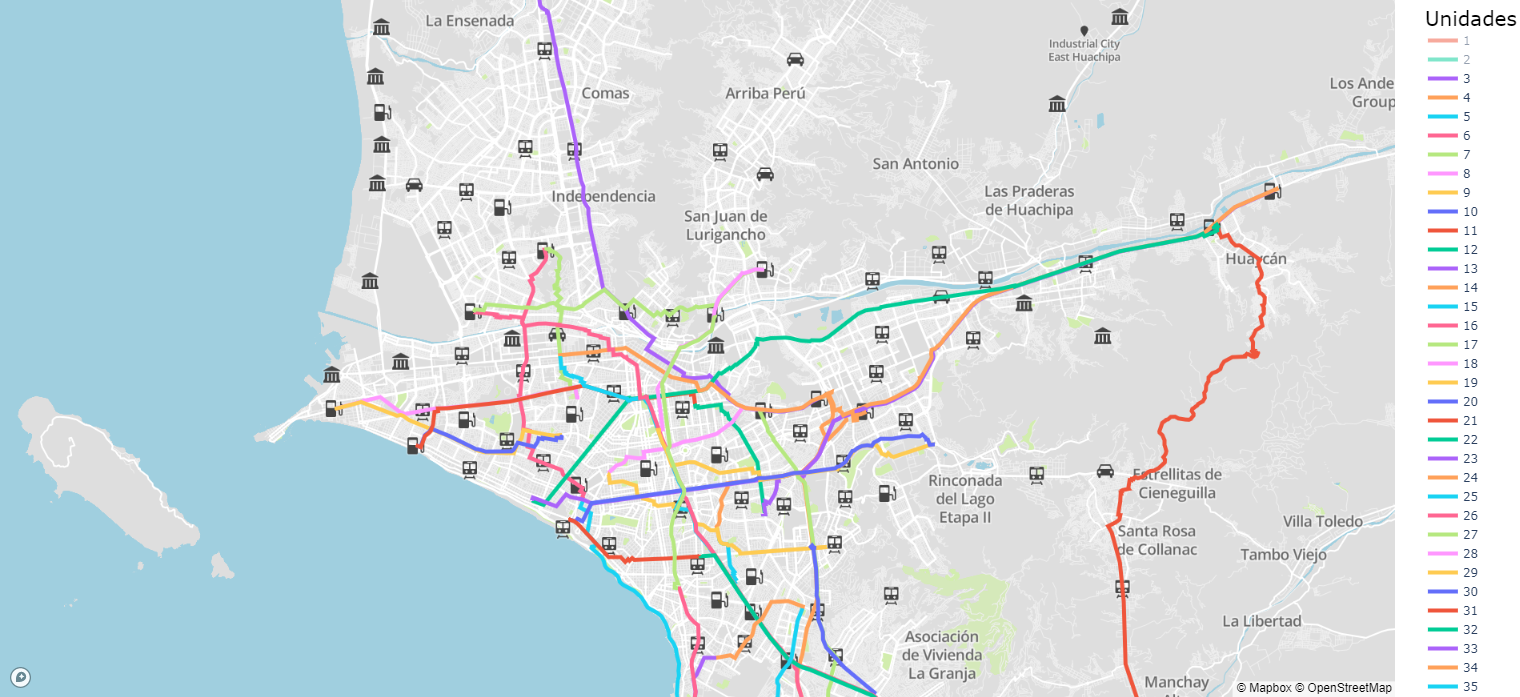 La Ensenada
Industrial City
East Huachipa
Comas
Arriba Perú
Los Ande
Group
San Antonio
Independencia
Las Praderas
de Huachipa
San Juan de
Lurigancho
Huaycán
Rinconada
del Lago
Etapa II
Estrellitas de
Cieneguilla
Santa Rosa
de Collanac
Villa Toledo
Tambo Viejo
La Libertad
Asociación
de Vivienda
La Granja
Manchay
Alt
© Mapbox © OpenStreetMap
Unidades
1
2
3
4
5
6
7
8
9
10
11
12
13
14
15
16
17
18
19
20
21
22
23
24
25
26
27
28
29
30
31
32
33
34
35